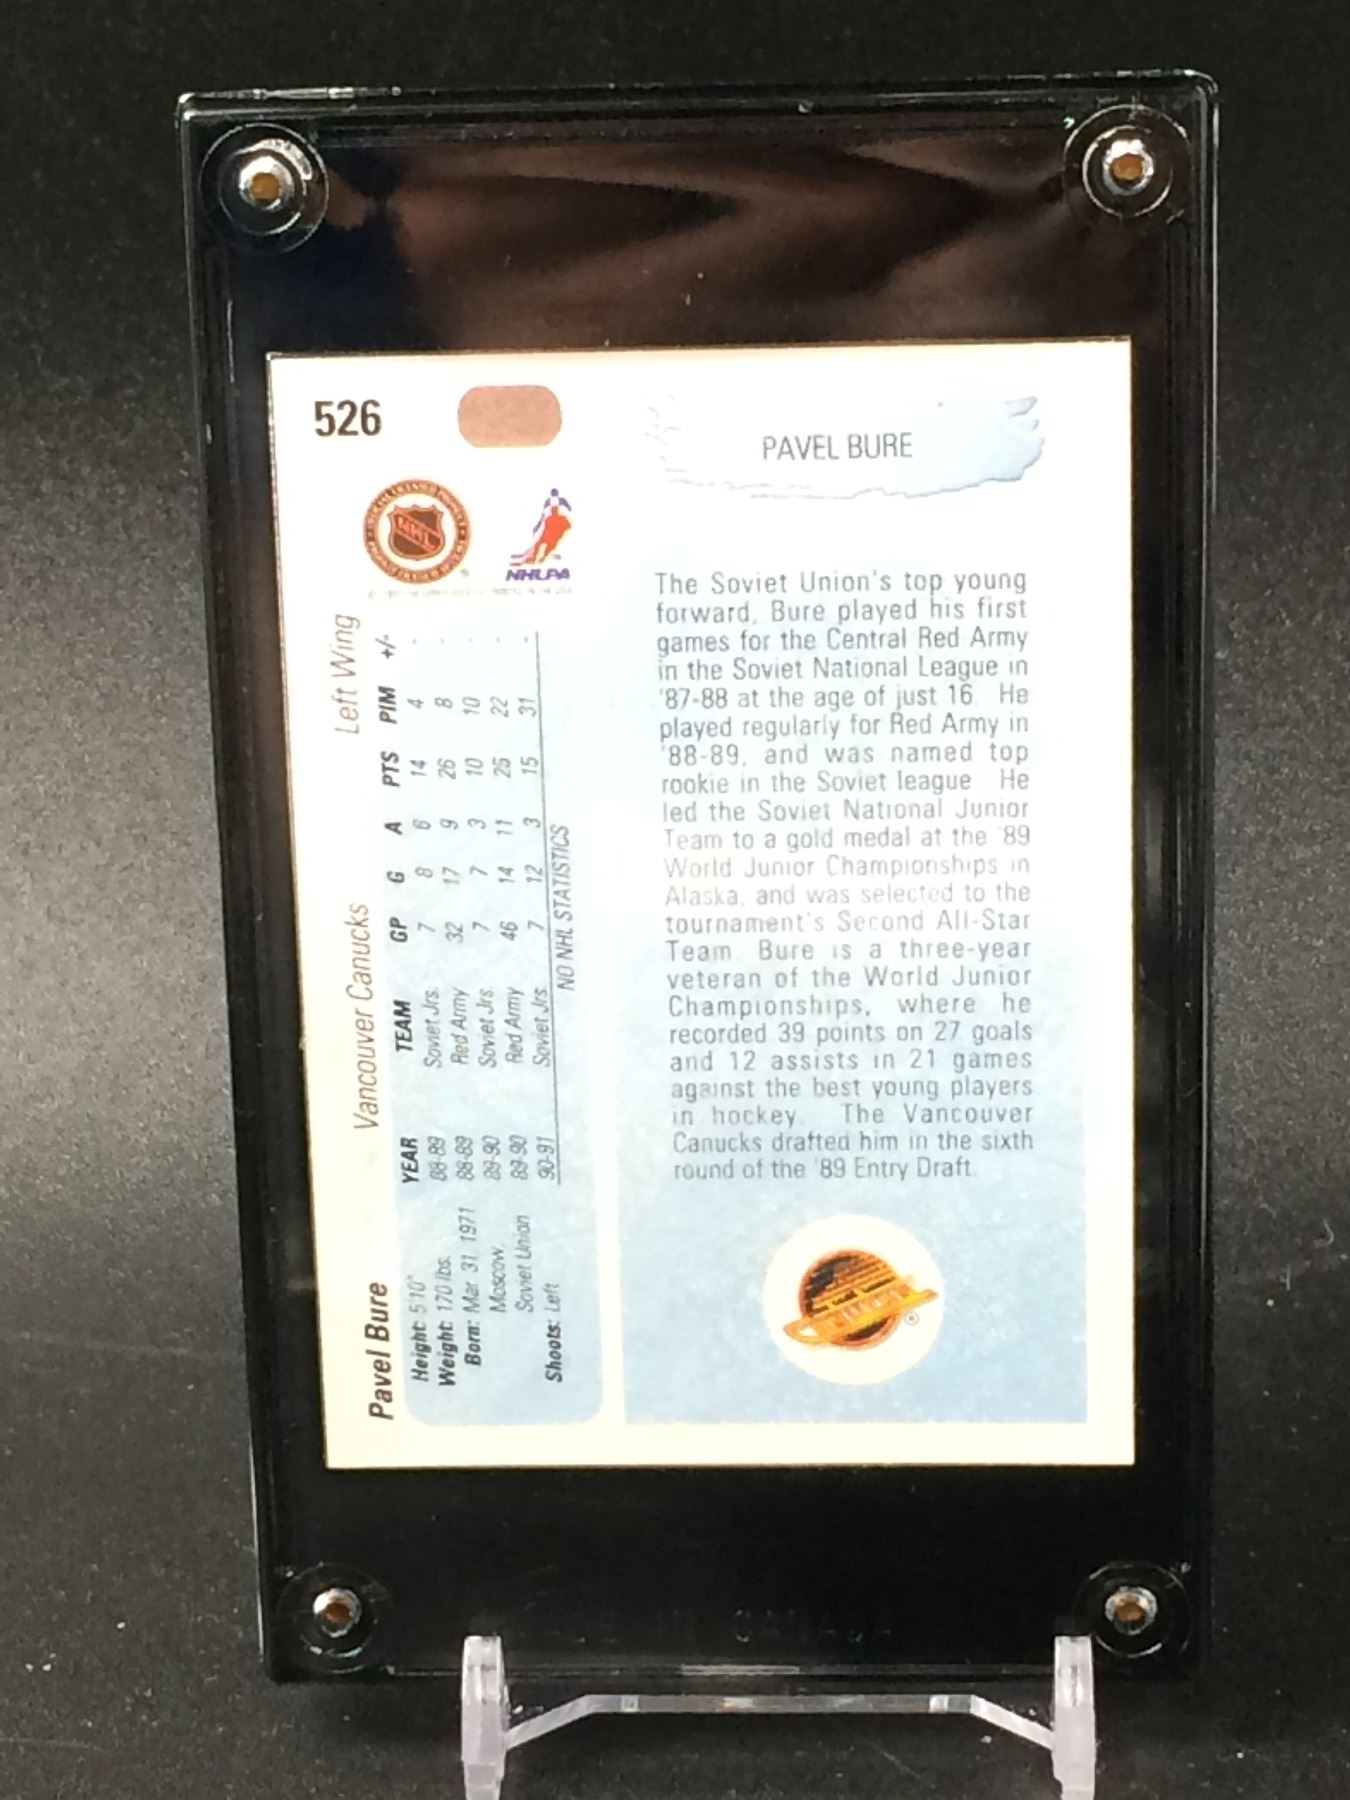 526
PAVEL BURE
NHL
NHLPA
The Soviet Union's top young
forward, Bure played his first
games for the Central Red Army
in the Soviet National League in
'87-88 at the age of just 16. He
played regularly for Red Army in
'88-89, and was named top
rookie in the Soviet league. He
led the Soviet National Junior
Team to a gold medal at the '89
World Junior Championships in
Alaska, and was selected to the
tournament's Second All-Star
Team. Bure is a three-year
veteran of the World Junior
Championships, where he
recorded 39 points on 27 goals
and 12 assists in 21 games
against the best young players
in hockey. The Vancouver
Canucks drafted him in the sixth
round of the '89 Entry Draft.
Pavel Bure Vancouver Canucks Left Wing
Height: 5'10"
Weight: 170 lbs.
Born: Mar. 31, 1971
Moscow,
Soviet Union
Shoots: Left
YEAR TEAM GP G A PTS PIM +/-
88-89 Soviet Jrs. 7 8 6 14 4 -
88-89 Red Army 32 17 9 26 8 -
89-90 Soviet Jrs. 7 7 3 10 10 -
89-90 Red Army 46 14 11 25 22 -
90-91 Soviet Jrs. 7 12 3 15 31 -
NO NHL STATISTICS